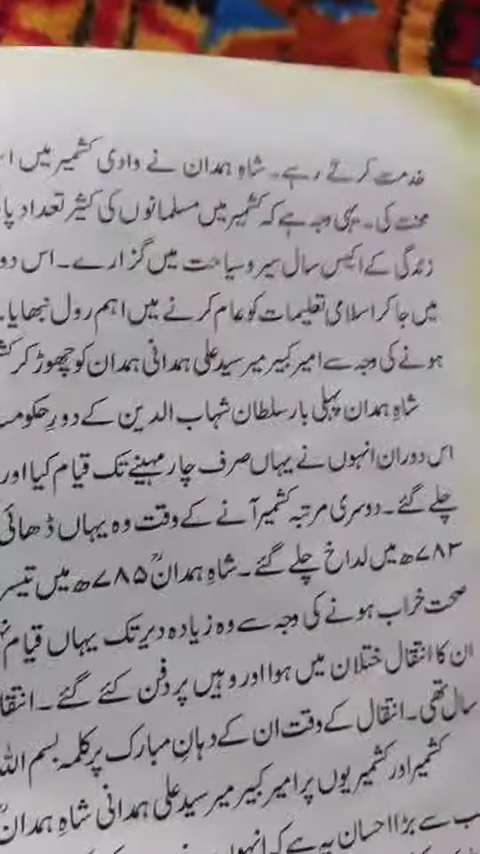 خدمت کرتے رہے۔ شاہِ ہمدان نے وادی کشمیر میں
محنت کی۔ یہی وجہ ہے کہ کشمیر میں مسلمانوں کی کثیر تعداد
زندگی کے اکیس سال سیر و سیاحت میں گزارے۔ اس
میں جا کر اسلامی تعلیمات کو عام کرنے میں اہم رول نبھایا۔
ہونے کی وجہ سے امیر کبیر میر سید علی ہمدانی ہمدان کو چھوڑ کر
شاہِ ہمدان پہلی بار سلطان شہاب الدین کے دورِ
اس دوران انہوں نے یہاں صرف چار مہینے تک قیام کیا اور
چلے گئے۔ دوسری مرتبہ کشمیر آنے کے وقت وہ یہاں ڈھائی
۷۸۳ھ میں لداخ چلے گئے۔ شاہِ ہمدانؒ ۷۸۵ھ میں
صحت خراب ہونے کی وجہ سے وہ زیادہ دیر تک یہاں قیام
ان کا انتقال ختلان میں ہوا اور وہیں پر دفن کئے گئے۔
سال تھی۔ انتقال کے وقت ان کے دہانِ مبارک پر کلمہ بسم اللہ
کشمیر اور کشمیریوں پر امیر کبیر میر سید علی ہمدانی شاہِ ہمدانؒ
سے بڑا احسان یہ ہے کہ انہوں